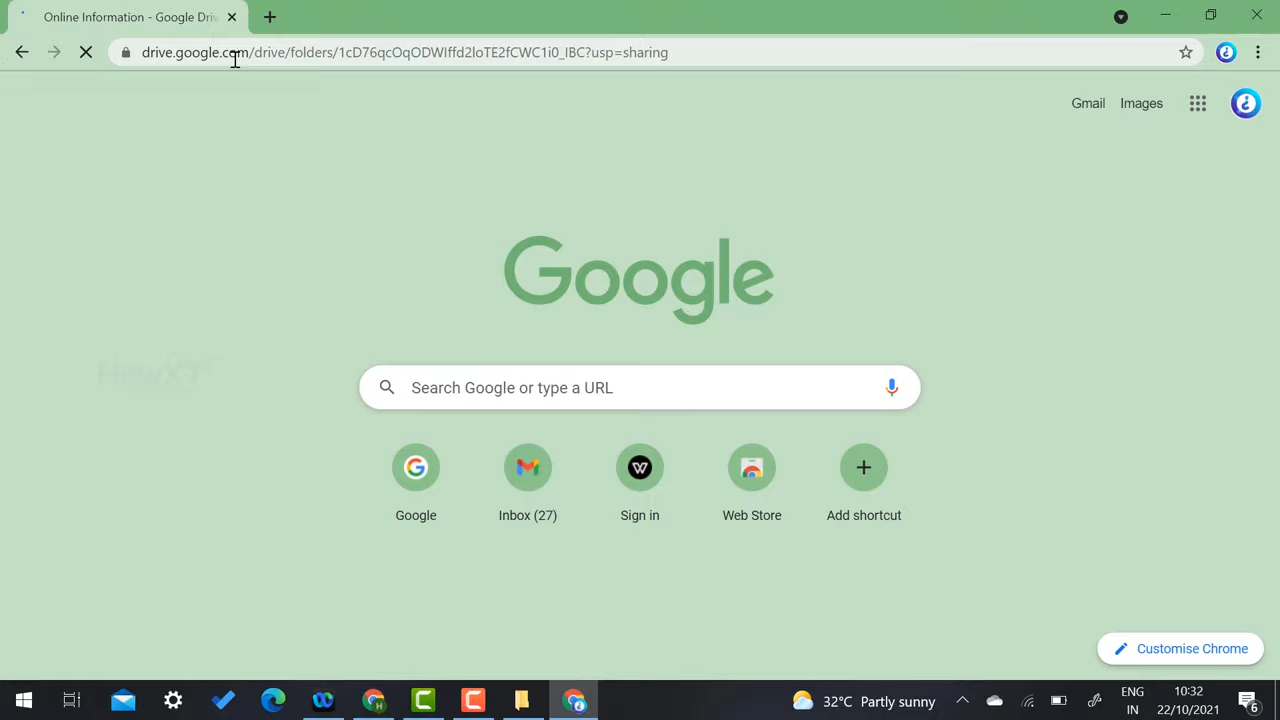 Online Information - Google Driv
drive.google.com/drive/folders/1cD76qcOqODWIffd2loTE2fCWC1i0_IBC?usp=sharing
Gmail
Images
Google
Search Google or type a URL
Google
Inbox (27)
Sign in
Web Store
Add shortcut
Customise Chrome
32°C Partly sunny
ENG
IN
10:32
22/10/2021
6